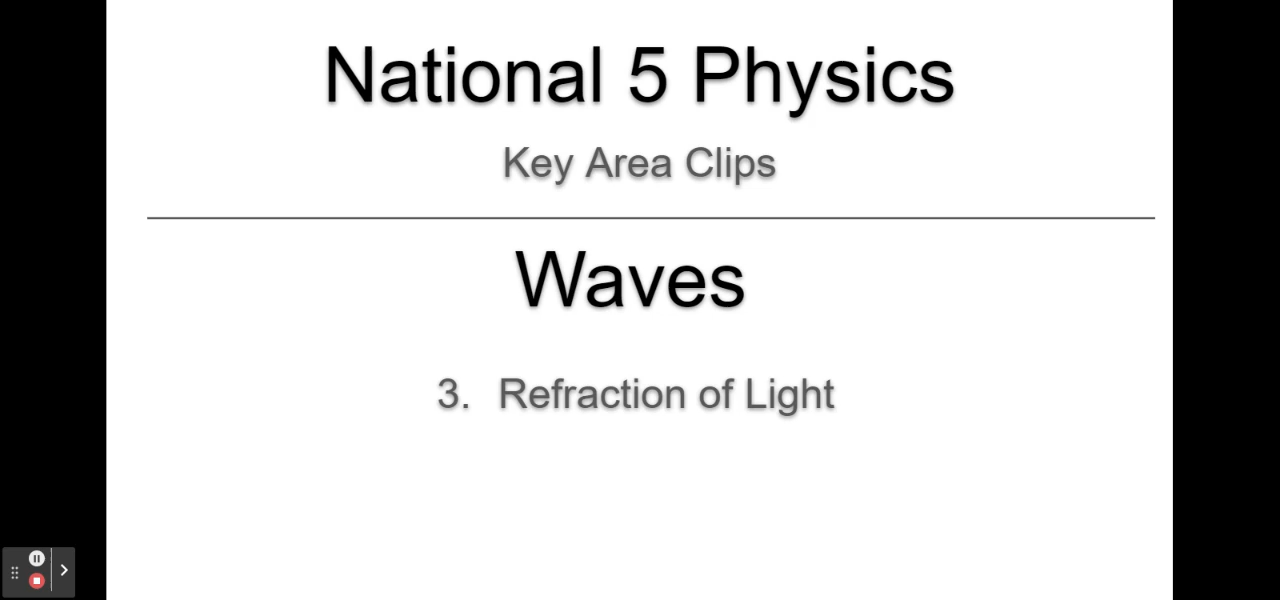 National 5 Physics
Key Area Clips
Waves
3. Refraction of Light